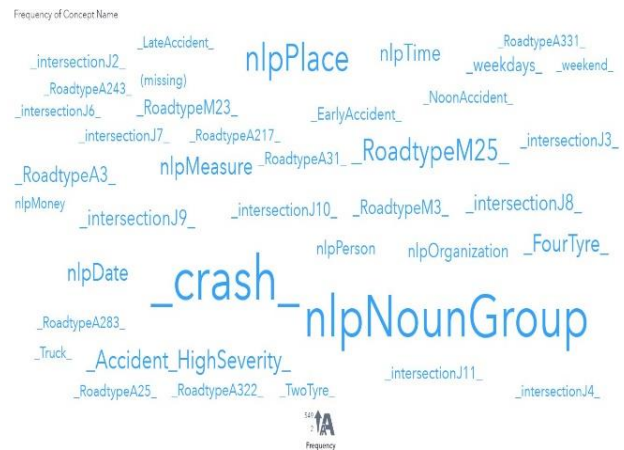 Frequency of Concept Name
_LateAccident_
_RoadtypeA331_
nlpPlace
nlpTime
_intersectionJ2_
_weekdays_
_weekend_
(missing)
_RoadtypeA243_
_NoonAccident_
_intersectionJ6_
_RoadtypeM23_
_EarlyAccident_
_intersectionJ7_
_RoadtypeA217_
_intersectionJ3_
nlpMeasure
_RoadtypeA31_
_RoadtypeM25_
_RoadtypeA3_
nlpMoney
_intersectionJ9_
_intersectionJ10_
_RoadtypeM3_
_intersectionJ8_
nlpPerson
nlpOrganization
_FourTyre_
nlpDate
_crash_
nlpNounGroup
_RoadtypeA283_
_Truck_
_Accident_HighSeverity_
_intersectionJ11_
_RoadtypeA25_
_RoadtypeA322_
_TwoTyre_
_intersectionJ4_
A
Frequency